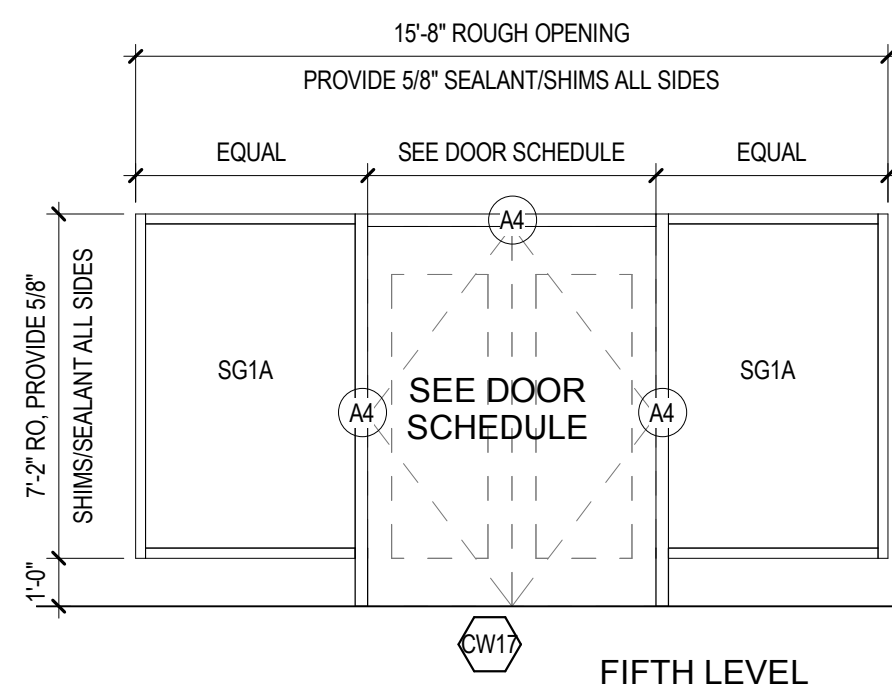 15'-8" ROUGH OPENING
PROVIDE 5/8" SEALANT/SHIMS ALL SIDES
EQUAL
SEE DOOR SCHEDULE
EQUAL
A4
7'-2" RO, PROVIDE 5/8"
SHIMS/SEALANT ALL SIDES
SG1A
SEE DOOR
SCHEDULE
SG1A
A4
A4
1'-0"
CW17
FIFTH LEVEL